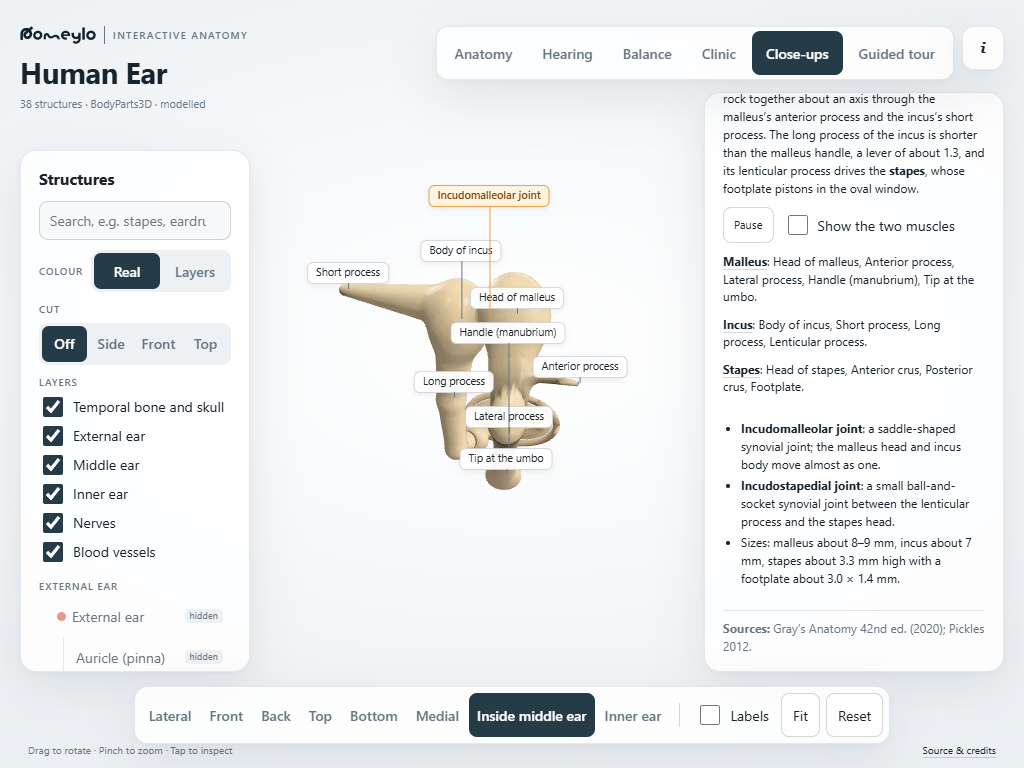 Domeylo
INTERACTIVE ANATOMY
Human Ear
38 structures · BodyParts3D · modelled
Anatomy
Hearing
Balance
Clinic
Close-ups
Guided tour
i
Structures
Search, e.g. stapes, eardru
COLOUR
Real
Layers
CUT
Off
Side
Front
Top
LAYERS
Temporal bone and skull
External ear
Middle ear
Inner ear
Nerves
Blood vessels
EXTERNAL EAR
External ear
hidden
Auricle (pinna)
hidden
Incudomalleolar joint
Body of incus
Short process
Head of malleus
Handle (manubrium)
Anterior process
Long process
Lateral process
Tip at the umbo
rock together about an axis through the
malleus’s anterior process and the incus’s short
process. The long process of the incus is shorter
than the malleus handle, a lever of about 1.3, and
its lenticular process drives the stapes, whose
footplate pistons in the oval window.
Pause
Show the two muscles
Malleus: Head of malleus, Anterior process,
Lateral process, Handle (manubrium), Tip at the
umbo.
Incus: Body of incus, Short process, Long
process, Lenticular process.
Stapes: Head of stapes, Anterior crus, Posterior
crus, Footplate.
• Incudomalleolar joint: a saddle-shaped
synovial joint; the malleus head and incus
body move almost as one.
• Incudostapedial joint: a small ball-and-
socket synovial joint between the lenticular
process and the stapes head.
• Sizes: malleus about 8–9 mm, incus about 7
mm, stapes about 3.3 mm high with a
footplate about 3.0 × 1.4 mm.
Sources: Gray’s Anatomy 42nd ed. (2020); Pickles
2012.
Lateral
Front
Back
Top
Bottom
Medial
Inside middle ear
Inner ear
Labels
Fit
Reset
Drag to rotate · Pinch to zoom · Tap to inspect
Source & credits